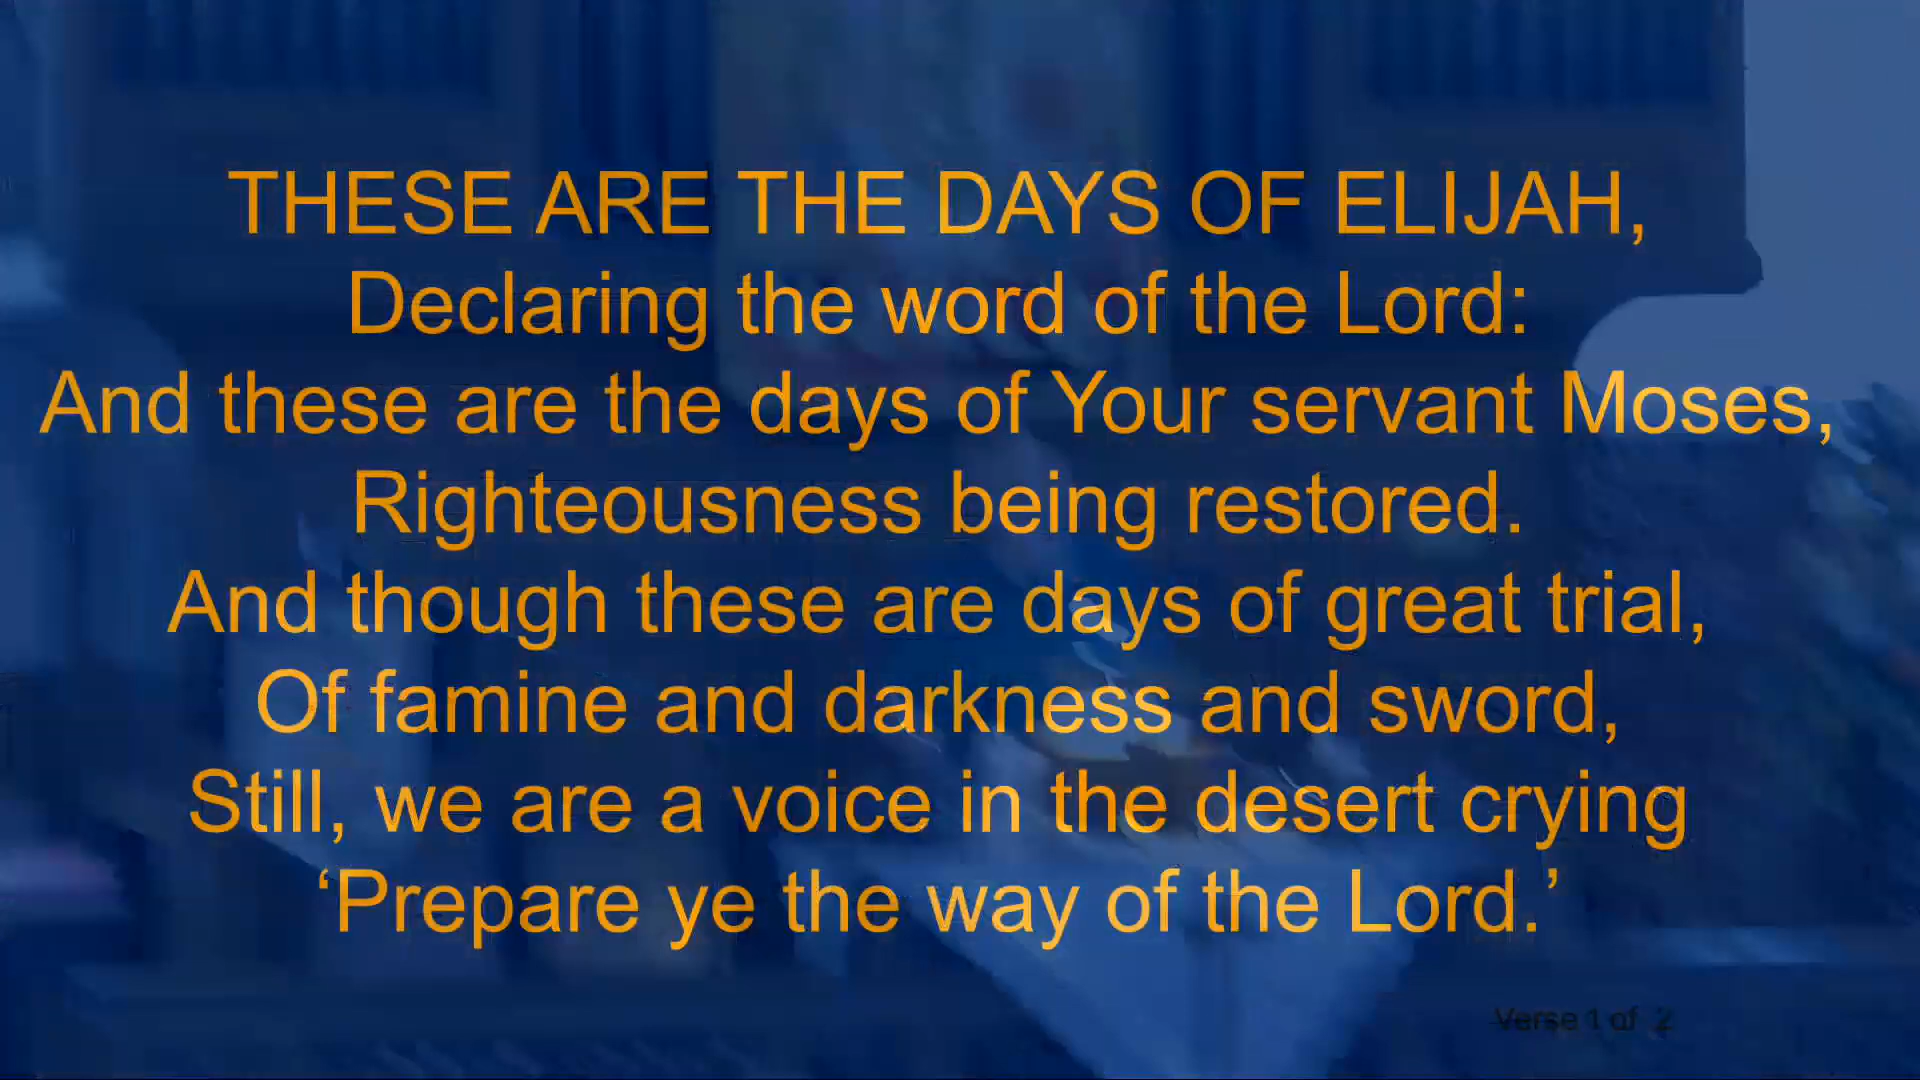 THESE ARE THE DAYS OF ELIJAH,
Declaring the word of the Lord:
And these are the days of Your servant Moses,
Righteousness being restored.
And though these are days of great trial,
Of famine and darkness and sword,
Still, we are a voice in the desert crying
‘Prepare ye the way of the Lord.’
Verse 1 of 2